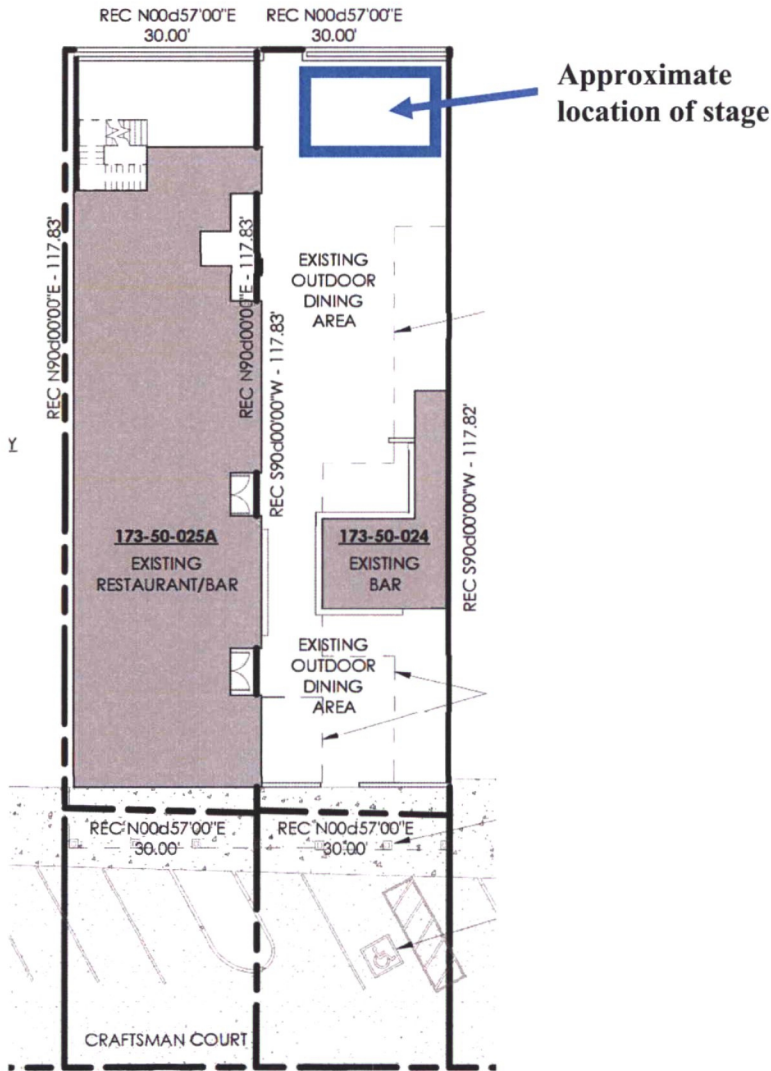 REC N00d57'00"E
30.00'
REC N00d57'00"E
30.00'
Approximate
location of stage
REC N90d00'00"E - 117.83'
REC N90d00'00"E - 117.83'
REC S90d00'00"W - 117.83'
EXISTING
OUTDOOR
DINING
AREA
REC S90d00'00"W - 117.82'
Y
173-50-025A
EXISTING
RESTAURANT/BAR
173-50-024
EXISTING
BAR
EXISTING
OUTDOOR
DINING
AREA
REC N00d57'00"E
30.00'
REC N00d57'00"E
30.00'
CRAFTSMAN COURT